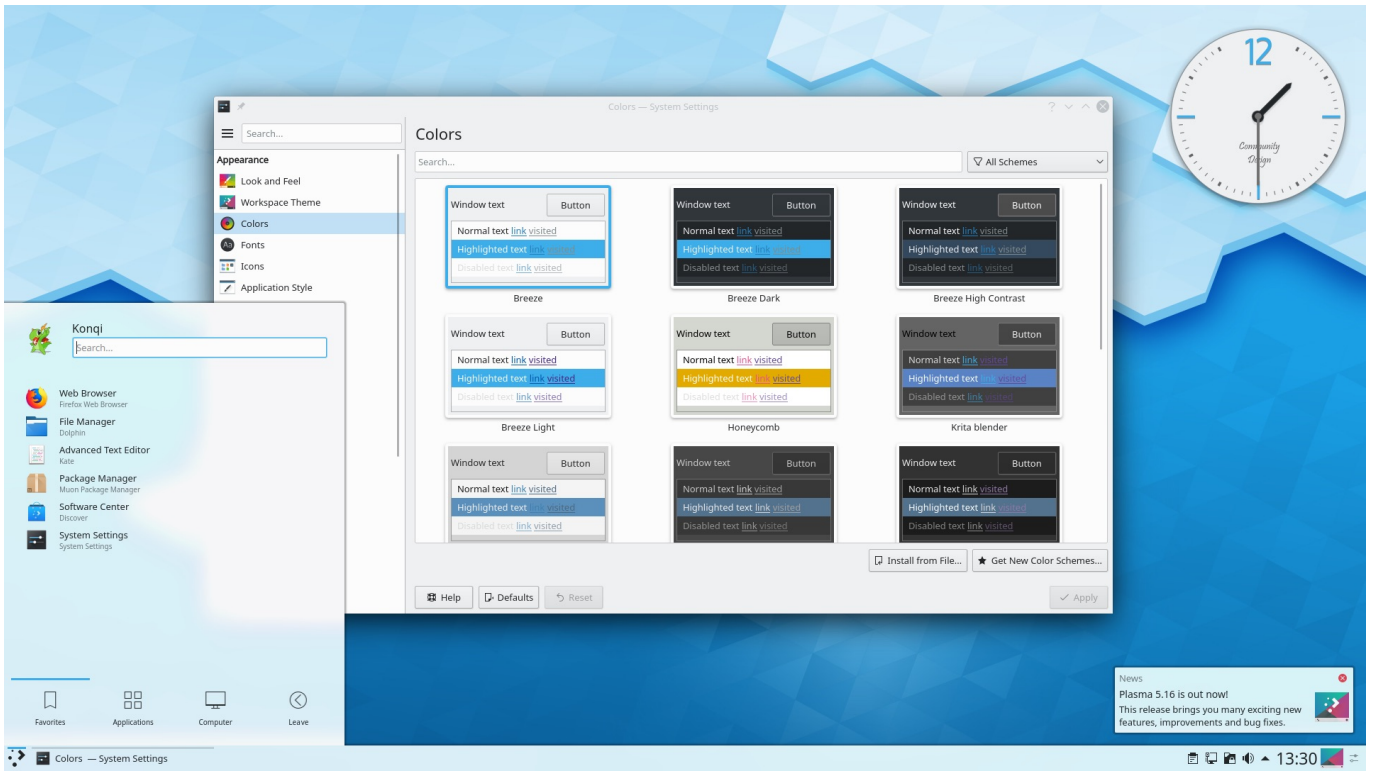 12
Community
Design
Colors — System Settings
Search...
Appearance
Look and Feel
Workspace Theme
Colors
Fonts
Icons
Application Style
Colors
Search...
All Schemes
Window text Button
Normal text link visited
Highlighted text link visited
Disabled text link visited
Breeze
Window text Button
Normal text link visited
Highlighted text link visited
Disabled text link visited
Breeze Dark
Window text Button
Normal text link visited
Highlighted text link visited
Disabled text link visited
Breeze High Contrast
Window text Button
Normal text link visited
Highlighted text link visited
Disabled text link visited
Breeze Light
Window text Button
Normal text link visited
Highlighted text link visited
Disabled text link visited
Honeycomb
Window text Button
Normal text link visited
Highlighted text link visited
Disabled text link visited
Krita blender
Window text Button
Normal text link visited
Highlighted text link visited
Disabled text link visited
Window text Button
Normal text link visited
Highlighted text link visited
Disabled text link visited
Window text Button
Normal text link visited
Highlighted text link visited
Disabled text link visited
Install from File...
Get New Color Schemes...
Help
Defaults
Reset
Apply
Konqi
Search...
Web Browser
Firefox Web Browser
File Manager
Dolphin
Advanced Text Editor
Kate
Package Manager
Muon Package Manager
Software Center
Discover
System Settings
System Settings
Favorites
Applications
Computer
Leave
News
Plasma 5.16 is out now!
This release brings you many exciting new
features, improvements and bug fixes.
Colors — System Settings
13:30